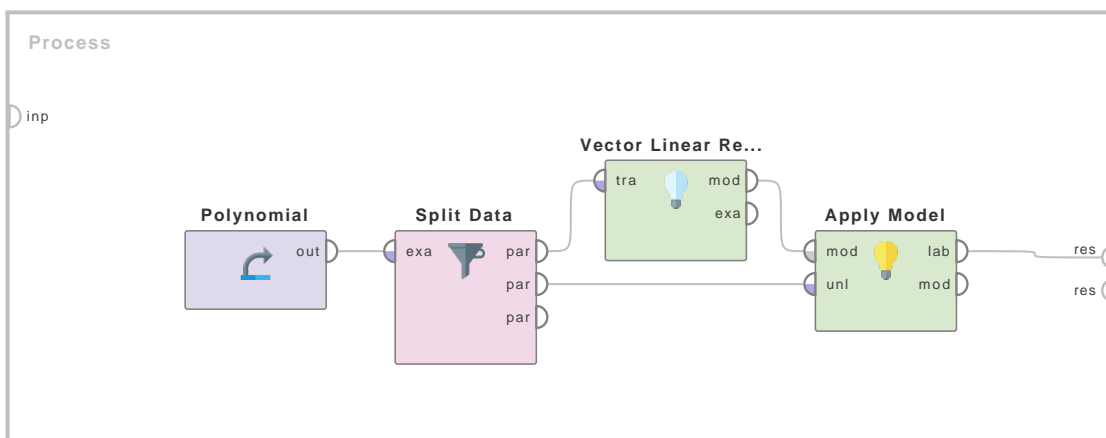 Process
inp
Vector Linear Re...
tra mod
exa
Polynomial
out
Split Data
exa par
par
par
Apply Model
mod lab
unl mod
res
res